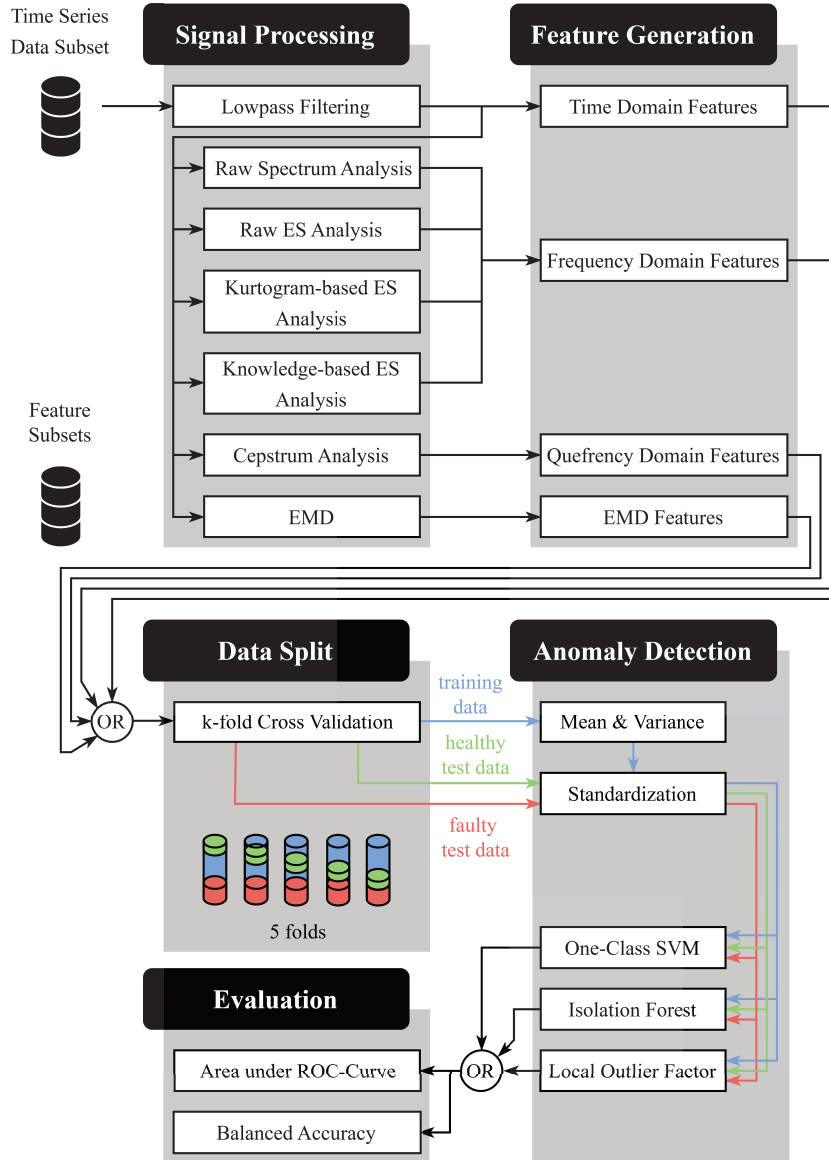 Time Series
Data Subset
Signal Processing
Feature Generation
Lowpass Filtering
Time Domain Features
Raw Spectrum Analysis
Raw ES Analysis
Frequency Domain Features
Kurtogram-based ES
Analysis
Knowledge-based ES
Analysis
Feature
Subsets
Cepstrum Analysis
Quefrency Domain Features
EMD
EMD Features
Data Split
Anomaly Detection
training
data
OR
k-fold Cross Validation
Mean & Variance
healthy
test data
Standardization
faulty
test data
5 folds
One-Class SVM
Evaluation
Isolation Forest
Area under ROC-Curve
OR
Local Outlier Factor
Balanced Accuracy